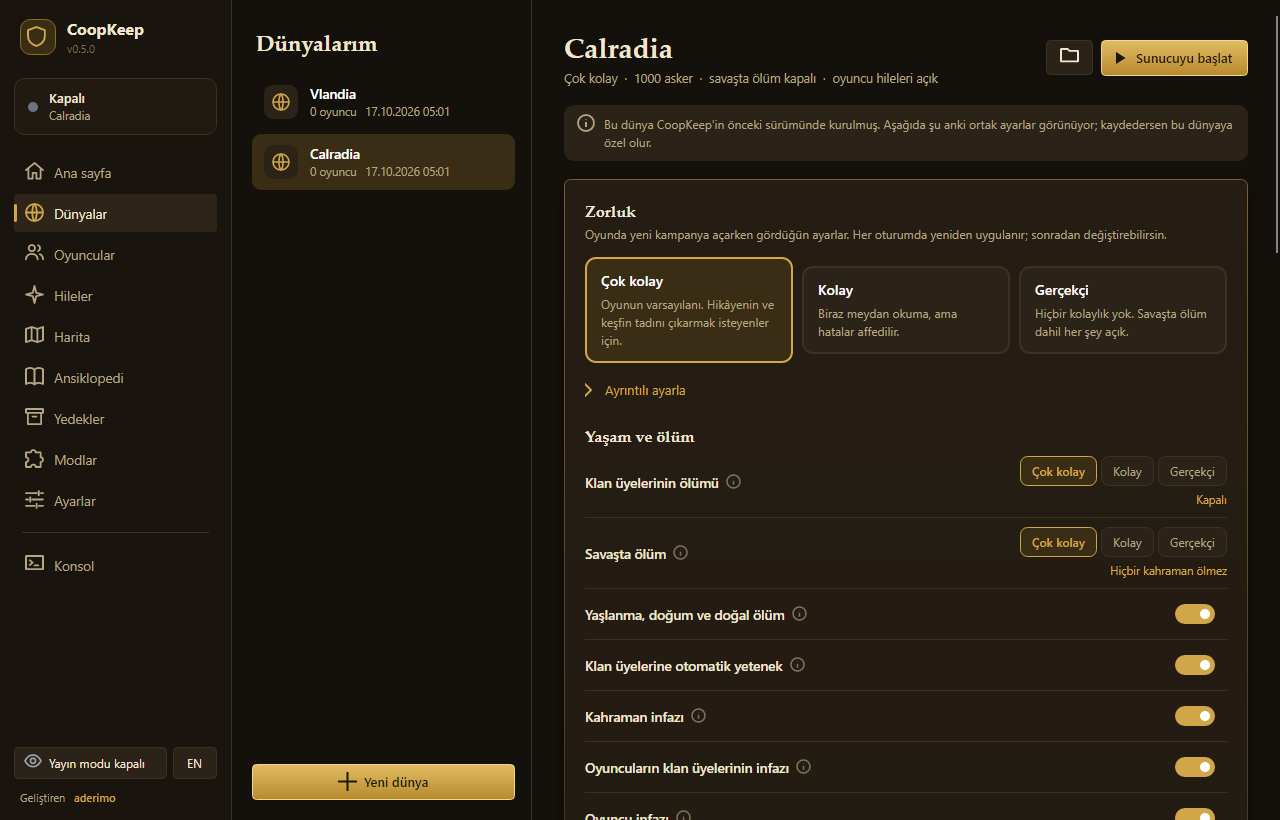 CoopKeep
v0.5.0
Kapalı
Calradia
Ana sayfa
Dünyalar
Oyuncular
Hileler
Harita
Ansiklopedi
Yedekler
Modlar
Ayarlar
Konsol
Yayın modu kapalı
EN
Geliştiren aderimo
Dünyalarım
Vlandia
0 oyuncu 17.10.2026 05:01
Calradia
0 oyuncu 17.10.2026 05:01
Yeni dünya
Calradia
Çok kolay · 1000 asker · savaşta ölüm kapalı · oyuncu hileleri açık
Sunucuyu başlat
Bu dünya CoopKeep'in önceki sürümünde kurulmuş. Aşağıda şu anki ortak ayarlar görünüyor; kaydedersen bu dünyaya
özel olur.
Zorluk
Oyunda yeni kampanya açarken gördüğün ayarlar. Her oturumda yeniden uygulanır; sonradan değiştirebilirsin.
Çok kolay
Oyunun varsayılanı. Hikâyenin ve
keşfin tadını çıkarmak isteyenler
için.
Kolay
Biraz meydan okuma, ama
hatalar affedilir.
Gerçekçi
Hiçbir kolaylık yok. Savaşta ölüm
dahil her şey açık.
Ayrıntılı ayarla
Yaşam ve ölüm
Klan üyelerinin ölümü
Çok kolay Kolay Gerçekçi
Kapalı
Savaşta ölüm
Çok kolay Kolay Gerçekçi
Hiçbir kahraman ölmez
Yaşlanma, doğum ve doğal ölüm
Klan üyelerine otomatik yetenek
Kahraman infazı
Oyuncuların klan üyelerinin infazı
Oyuncu infazı